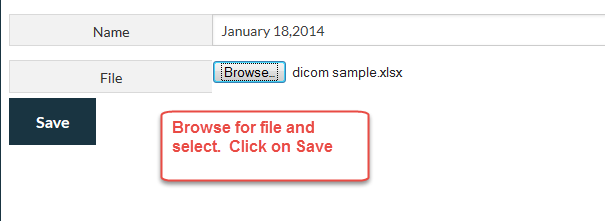 Name January 18,2014
File Browse... dicom sample.xlsx
Save
Browse for file and
select.  Click on Save